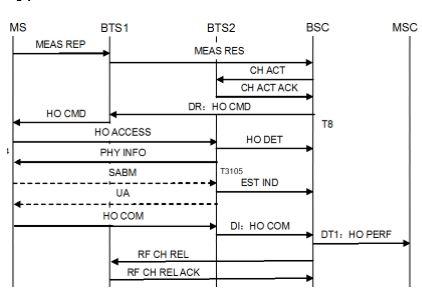 MS BTS1 BTS2 BSC MSC
MEAS REP
MEAS RES
CH ACT
CH ACT ACK
DR: HO CMD
HO CMD
T8
HO ACCESS
HO DET
PHY INFO
SABM
T3105
EST IND
UA
HO COM
DI: HO COM
DT1: HO PERF
RF CH REL
RF CH REL ACK